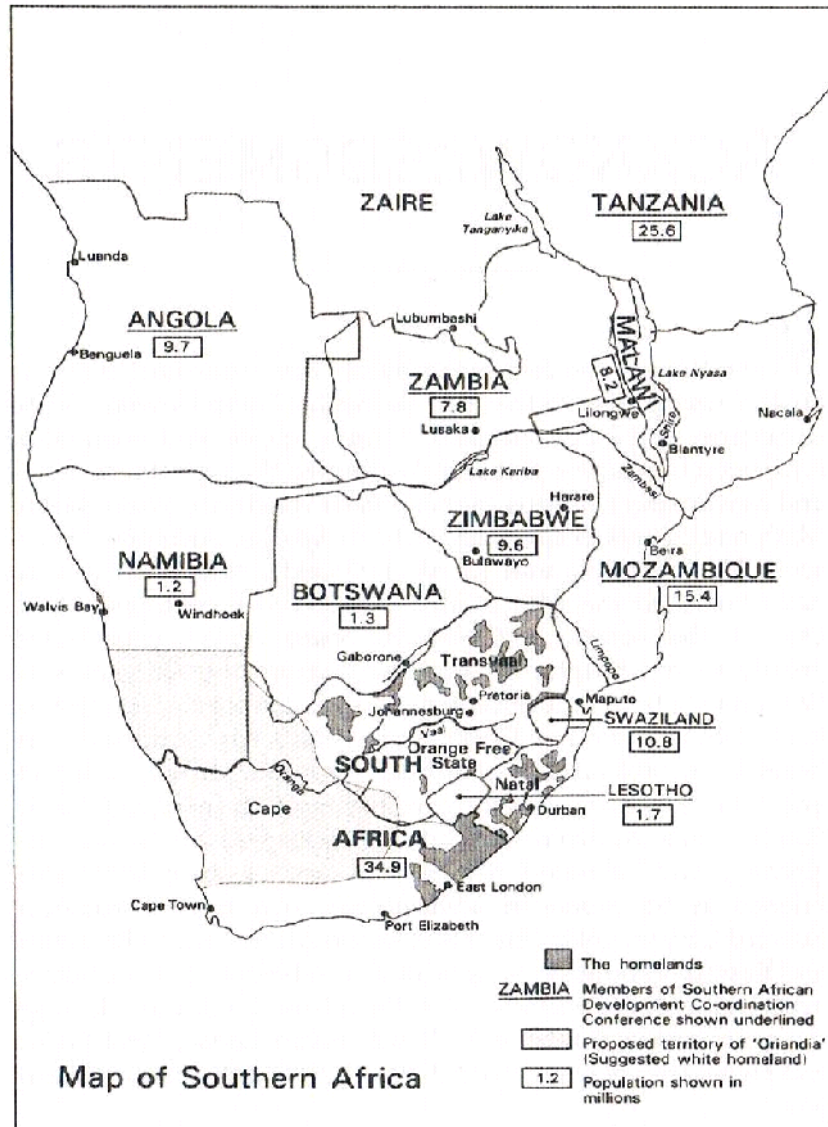 ZAIRE
Lake
Tanganyika
TANZANIA
25.6
Luanda
ANGOLA
9.7
Benguela
Lubumbashi
ZAMBIA
7.8
Lusaka
MALAWI
8.2
Lilongwe
Lake Nyasa
Shire
Blantyre
Nacala
Lake Kariba
Zambesi
Harare
ZIMBABWE
9.6
Bulawayo
Beira
MOZAMBIQUE
15.4
NAMIBIA
1.2
Walvis Bay
Windhoek
BOTSWANA
1.3
Gaborone
Limpopo
Transvaal
Pretoria
Johannesburg
Maputo
SWAZILAND
10.8
Vaal
Orange Free
State
SOUTH
AFRICA
34.9
Orange
Cape
Natal
LESOTHO
1.7
Durban
East London
Cape Town
Port Elizabeth
The homelands
ZAMBIA Members of Southern African
Development Co-ordination
Conference shown underlined
Proposed territory of 'Oriandia'
(Suggested white homeland)
1.2 Population shown in
millions
Map of Southern Africa